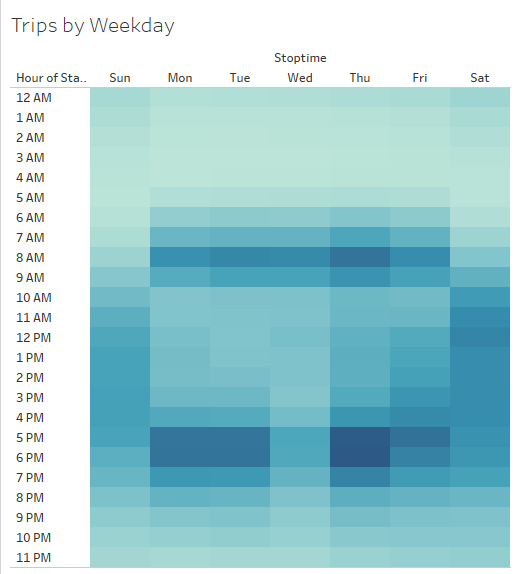 Trips by Weekday
Stoptime
Hour of Sta.. Sun Mon Tue Wed Thu Fri Sat
12 AM
1 AM
2 AM
3 AM
4 AM
5 AM
6 AM
7 AM
8 AM
9 AM
10 AM
11 AM
12 PM
1 PM
2 PM
3 PM
4 PM
5 PM
6 PM
7 PM
8 PM
9 PM
10 PM
11 PM